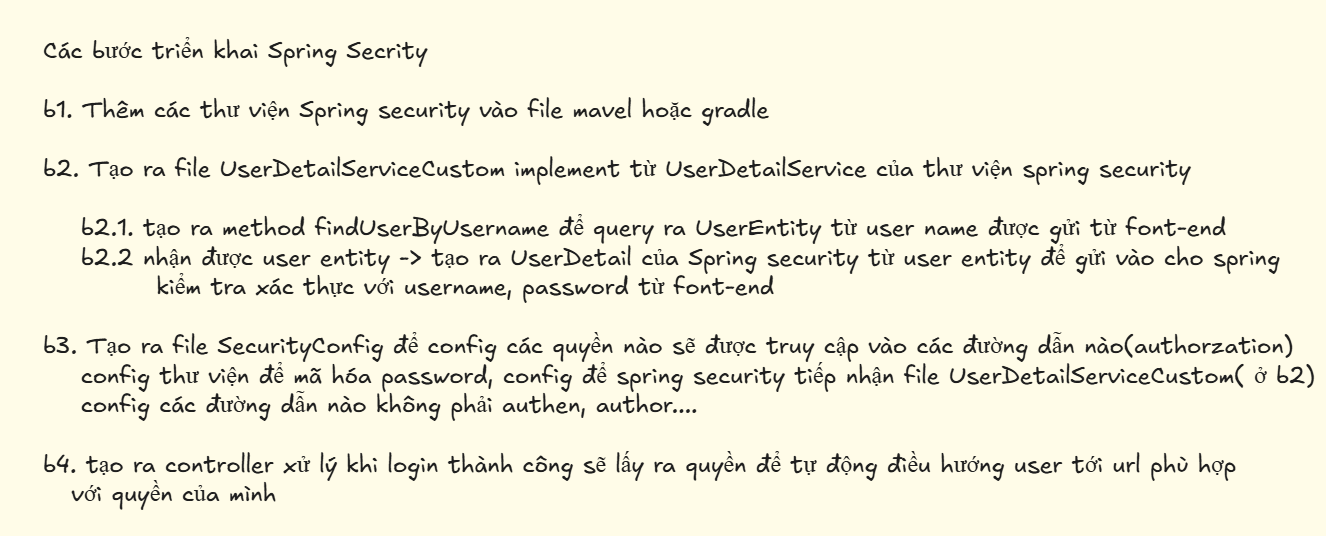 Các bước triển khai Spring Secrity
b1. Thêm các thư viện Spring security vào file mavel hoặc gradle
b2. Tạo ra file UserDetailServiceCustom implement từ UserDetailService của thư viện spring security
b2.1. tạo ra method findUserByUsername để query ra UserEntity từ user name được gửi từ font-end
b2.2 nhận được user entity -> tạo ra UserDetail của Spring security từ user entity để gửi vào cho spring
kiểm tra xác thực với username, password từ font-end
b3. Tạo ra file SecurityConfig để config các quyền nào sẽ được truy cập vào các đường dẫn nào(authorzation)
config thư viện để mã hóa password, config để spring security tiếp nhận file UserDetailServiceCustom( ở b2)
config các đường dẫn nào không phải authen, author....
b4. tạo ra controller xử lý khi login thành công sẽ lấy ra quyền để tự động điều hướng user tới url phù hợp
với quyền của mình